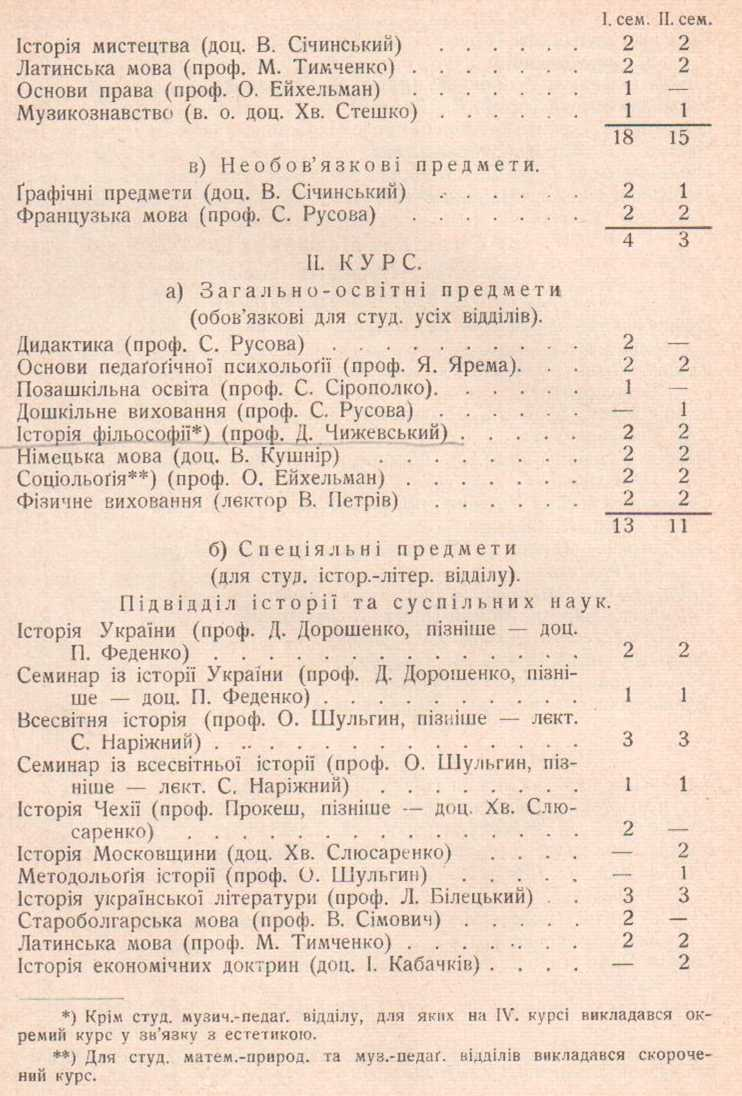 I. сем. II. сем.
Історія мистецтва (доц. В. Січинський) . . . . . . 2 2
Латинська мова (проф. М. Тимченко) . . . . . . . 2 2
Основи права (проф. О. Ейхельман) . . . . . . . 1 —
Музикознавство (в. о. доц. Хв. Стешко) . . . . . . 1 1
18 15
в) Необов’язкові предмети.
Ґрафічні предмети (доц. В. Січинський) . . . . . . 2 1
Французька мова (проф. С. Русова) . . . . . . . 2 2
4 3
II. КУРС.
а) Загально-освітні предмети
(обов’язкові для студ. усіх відділів).
Дидактика (проф. С. Русова) . . . . . . . . . . 2 —
Основи педаґоґічної психольоґії (проф. Я. Ярема). . . 2 2
Позашкільна освіта (проф. С. Сірополко). . . . . . 1 —
Дошкільне виховання (проф. С. Русова) . . . . . . — 1
Історія фільософії*) (проф. Д. Чижевський) . . . . . 2 2
Німецька мова (доц. В. Кушнір) . . . . . . . . 2 2
Соціольоґія**) (проф. О. Ейхельман) . . . . . . . 2 2
Фізичне виховання (лєктор В. Петрів) . . . . . . 2 2
13 11
б) Спеціяльні предмети
(для студ. істор.-літер. відділу).
Підвідділ історії та суспільних наук.
Історія України (проф. Д. Дорошенко, пізніше — доц.
П. Феденко) . . . . . . . . . . . . . . 2 2
Семинар із історії України (проф. Д. Дорошенко, пізні-
ше — доц. П. Феденко) . . . . . . . . . . 1 1
Всесвітня історія (проф. О. Шульгин, пізніше — лєкт.
С. Наріжний) . . . . . . . . . . . . . . 3 3
Семинар із всесвітньої історії (проф. О. Шульгин, піз-
ніше — лєкт. С. Наріжний) . . . . . . . . 1 1
Історія Чехії (проф. Прокеш, пізніше — доц. Хв. Слю-
саренко) . . . . . . . . . . . . . . . 2 —
Історія Московщини (доц. Хв. Слюсаренко) . . . . — 2
Методольоґія історії (проф. О. Шульгин) . . . . . — 1
Історія української літератури (проф. Л. Білецький) . . 3 3
Староболгарська мова (проф. В. Сімович) . . . . . 2 —
Латинська мова (проф. М. Тимченко) . . . . . . . 2 2
Історія економічних доктрин (доц. І. Кабачків) . . . . — 2
*) Крім студ. музич.-педаґ. відділу, для яких на IV. курсі викладався ок-
ремий курс у зв’язку з естетикою.
**) Для студ. матем.-природ. та муз.-педаґ. відділів викладався скороче-
ний курс.